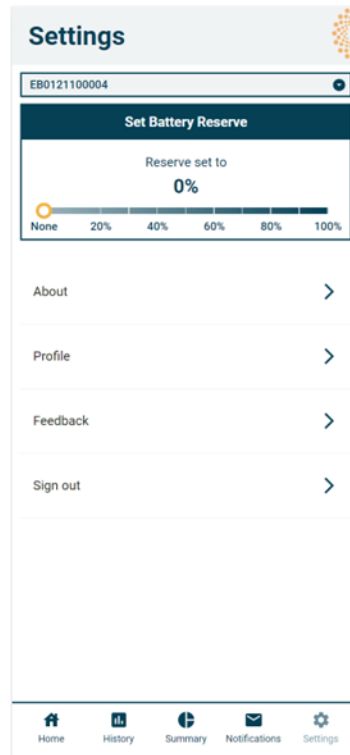 Settings
EB0121100004
Set Battery Reserve
Reserve set to
0%
None 20% 40% 60% 80% 100%
About
Profile
Feedback
Sign out
Home History Summary Notifications Settings